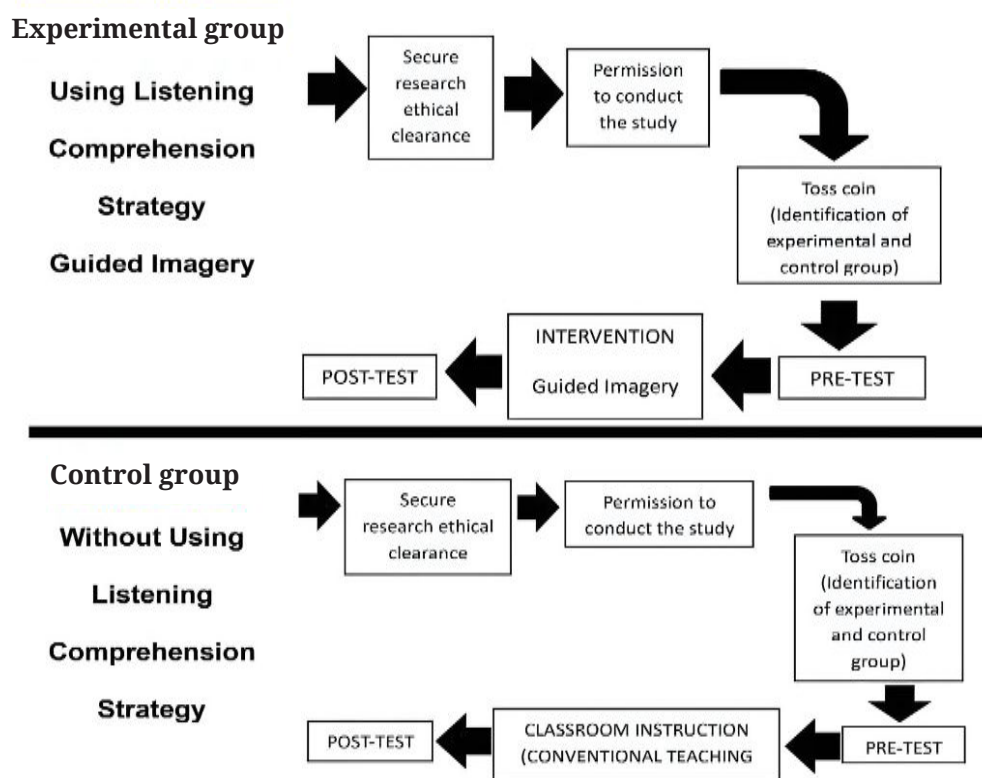 Experimental group
Using Listening
Comprehension
Strategy
Guided Imagery
Secure
research
ethical
clearance
Permission
to conduct
the study
Toss coin
(Identification of
experimental and
control group)
PRE-TEST
INTERVENTION
Guided Imagery
POST-TEST
Control group
Without Using
Listening
Comprehension
Strategy
Secure
research ethical
clearance
Permission to
conduct the study
Toss coin
(Identification
of experimental
and control
group)
PRE-TEST
CLASSROOM INSTRUCTION
(CONVENTIONAL TEACHING
POST-TEST